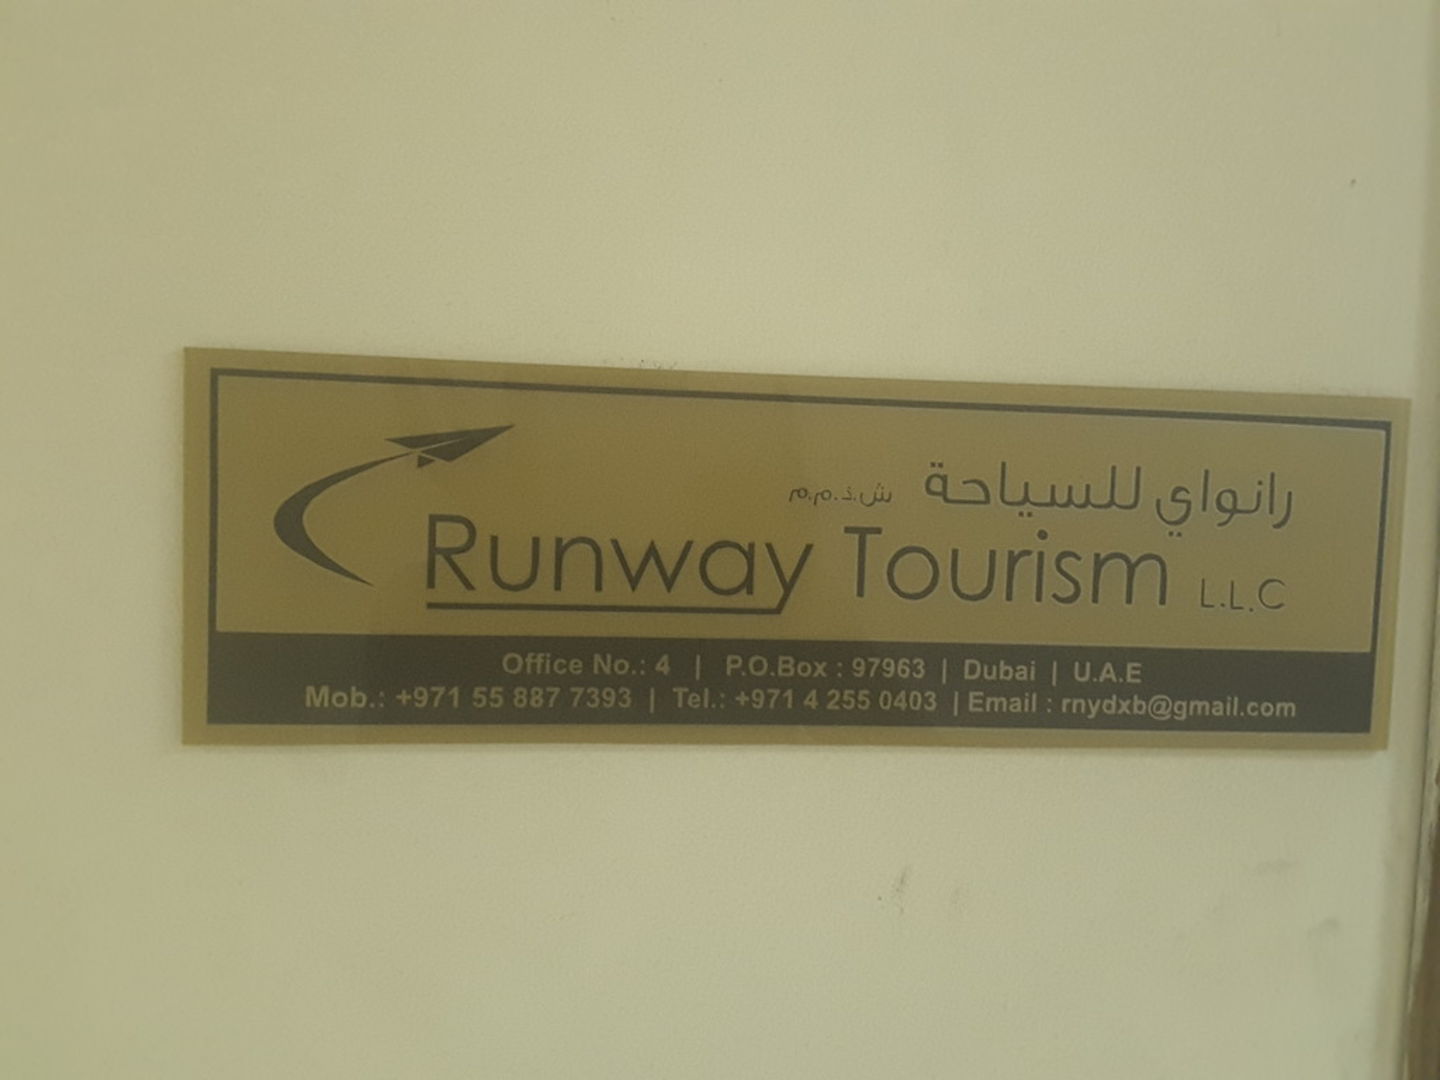 رانواي للسياحة ش.ذ.م.م
Runway Tourism L.L.C
Office No.: 4 | P.O.Box : 97963 | Dubai | U.A.E
Mob.: +971 55 887 7393 | Tel.: +971 4 255 0403 | Email : rnydxb@gmail.com